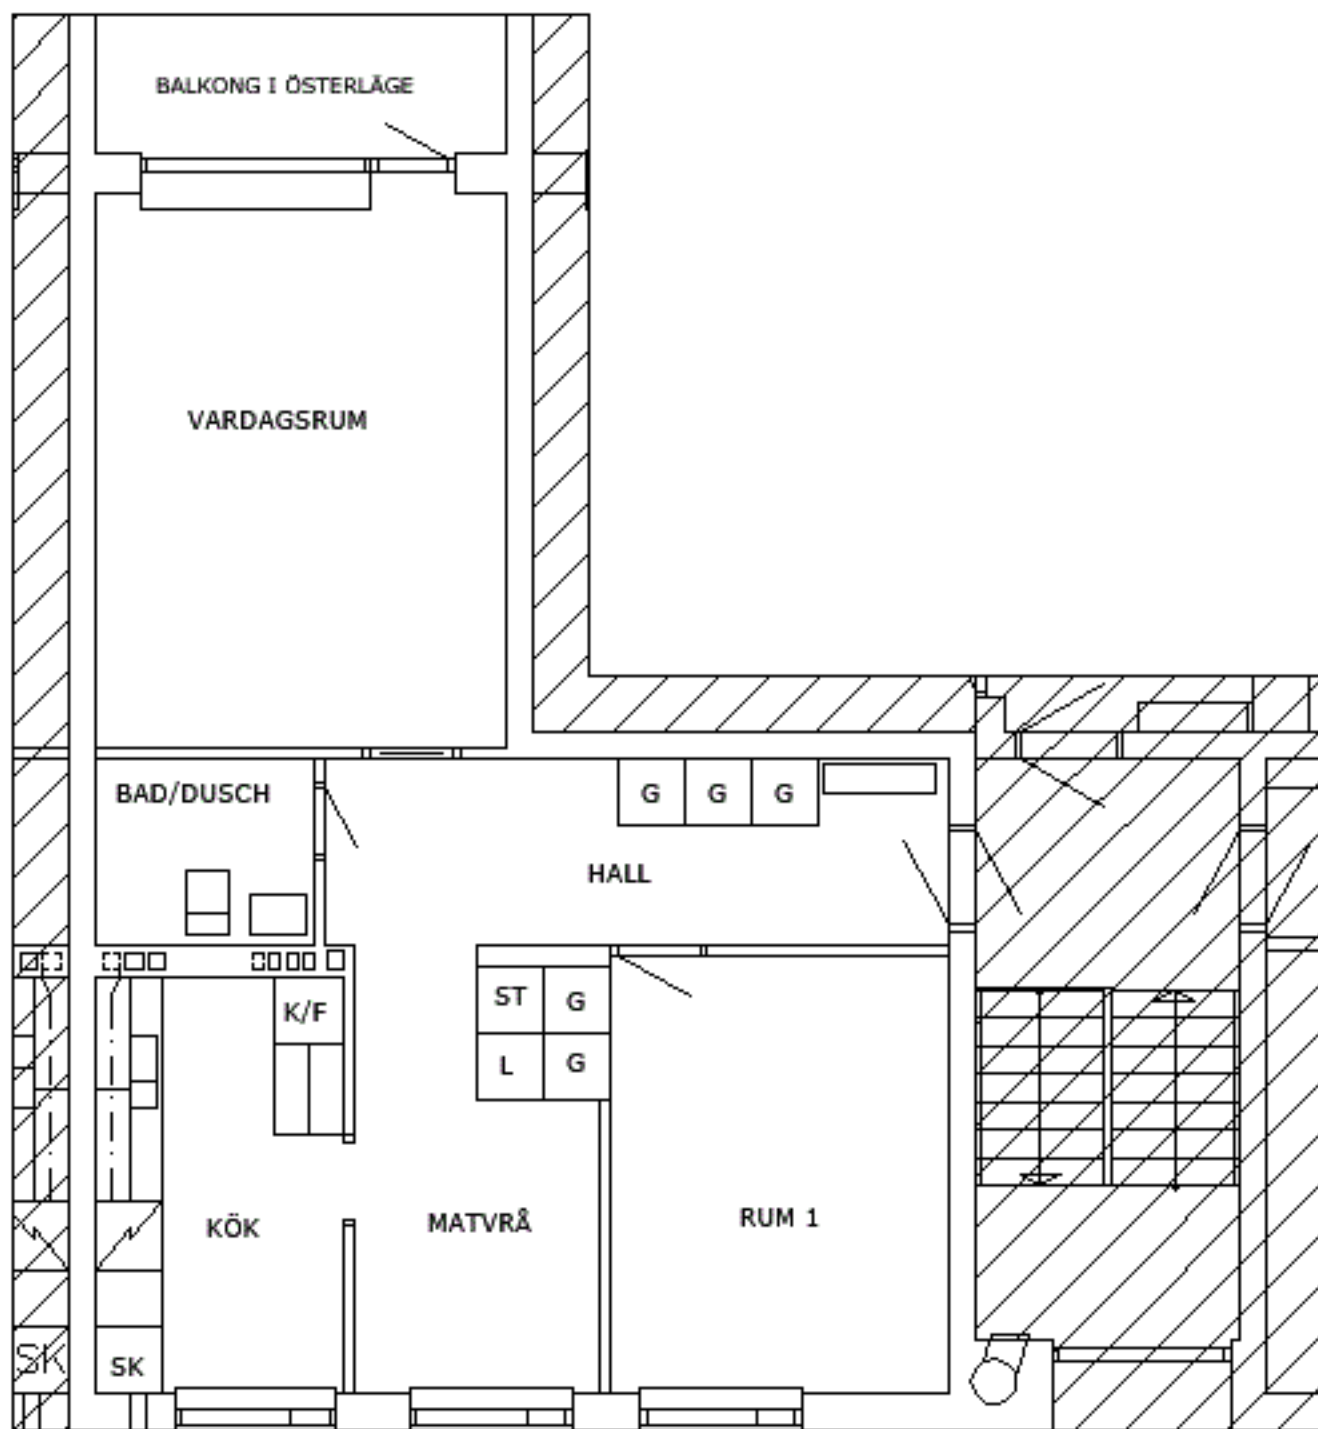 BALKONG I ÖSTERLÄGE
VARDAGSRUM
BAD/DUSCH
G G G
HALL
K/F
ST G
L G
KÖK
MATVRÅ
RUM 1
SK
SK